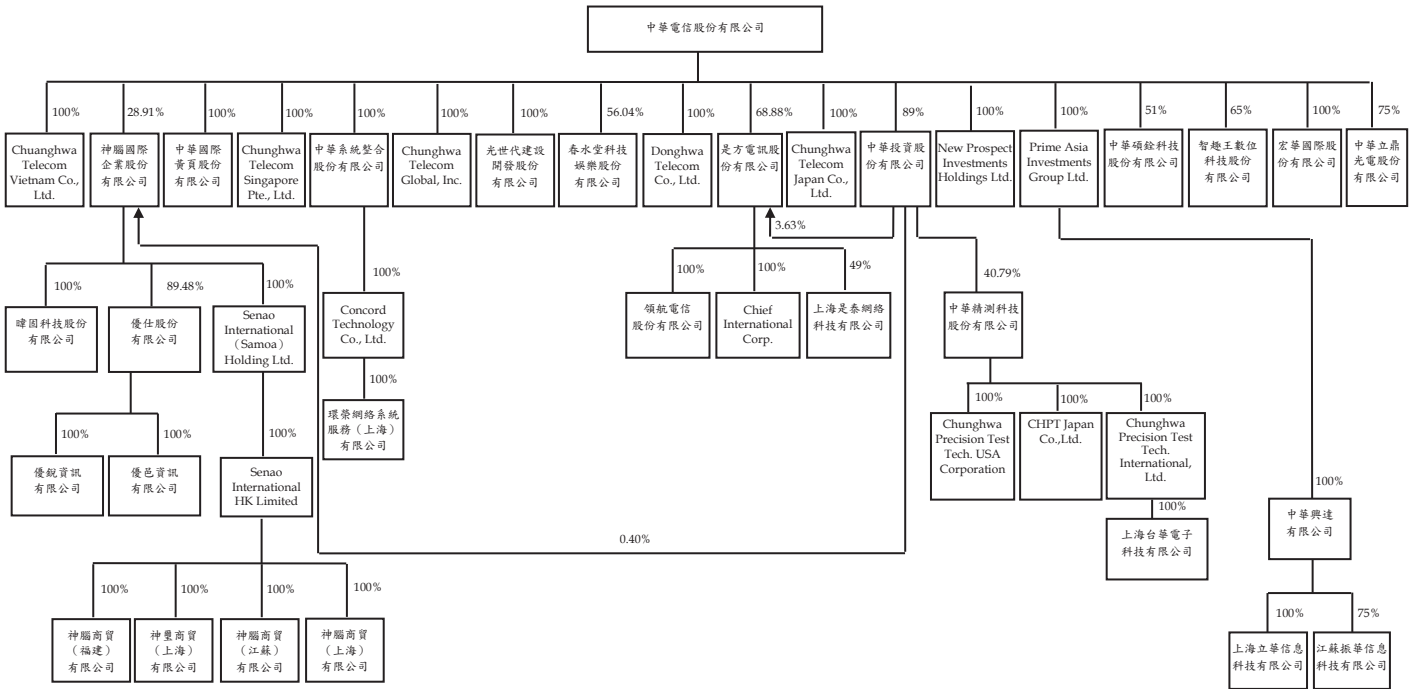 中華電信股份有限公司
100%
28.91%
100%
100%
100%
100%
100%
56.04%
100%
68.88%
100%
89%
100%
100%
51%
65%
100%
75%
Chuanghwa
Telecom
Vietnam Co.,
Ltd.
神腦國際
企業股份
有限公司
中華國際
黃頁股份
有限公司
Chunghwa
Telecom
Singapore
Pte., Ltd.
中華系統整合
股份有限公司
Chunghwa
Telecom
Global, Inc.
光世代建設
開發股份
有限公司
春水堂科技
娛樂股份
有限公司
Donghwa
Telecom
Co., Ltd.
是方電訊股
份有限公司
Chunghwa
Telecom
Japan Co.,
Ltd.
中華投資股
份有限公司
New Prospect
Investments
Holdings Ltd.
Prime Asia
Investments
Group Ltd.
中華碩銓科技
股份有限公司
智趣王數位
科技股份
有限公司
宏華國際股
份有限公司
中華立鼎
光電股份
有限公司
3.63%
100%
89.48%
100%
100%
100%
100%
49%
40.79%
暐固科技股份
有限公司
優仕股份
有限公司
Senao
International
（Samoa）
Holding Ltd.
Concord
Technology
Co., Ltd.
領航電信
股份有限公司
Chief
International
Corp.
上海是泰網絡
科技有限公司
中華精測科技
股份有限公司
100%
100%
100%
100%
100%
100%
100%
優銳資訊
有限公司
優邑資訊
有限公司
Senao
International
HK Limited
環榮網絡系統
服務（上海）
有限公司
Chunghwa
Precision Test
Tech. USA
Corporation
CHPT Japan
Co.,Ltd.
Chunghwa
Precision Test
Tech.
International,
Ltd.
100%
100%
0.40%
上海台華電子
科技有限公司
中華興達
有限公司
100%
100%
100%
100%
100%
75%
神腦商貿
（福建）
有限公司
神璽商貿
（上海）
有限公司
神腦商貿
（江蘇）
有限公司
神腦商貿
（上海）
有限公司
上海立華信息
科技有限公司
江蘇振華信息
科技有限公司